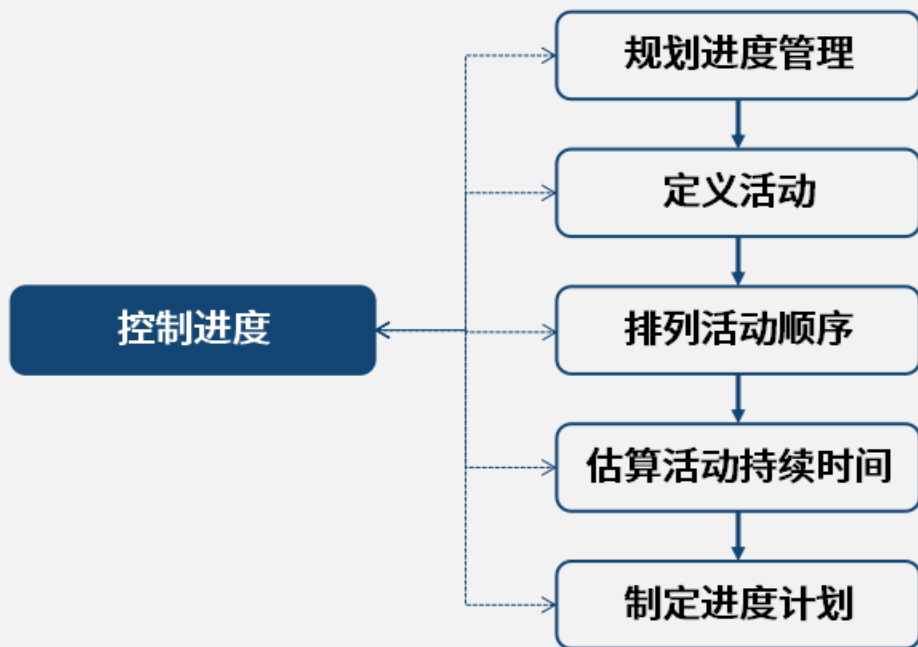 规划进度管理
定义活动
控制进度
排列活动顺序
估算活动持续时间
制定进度计划